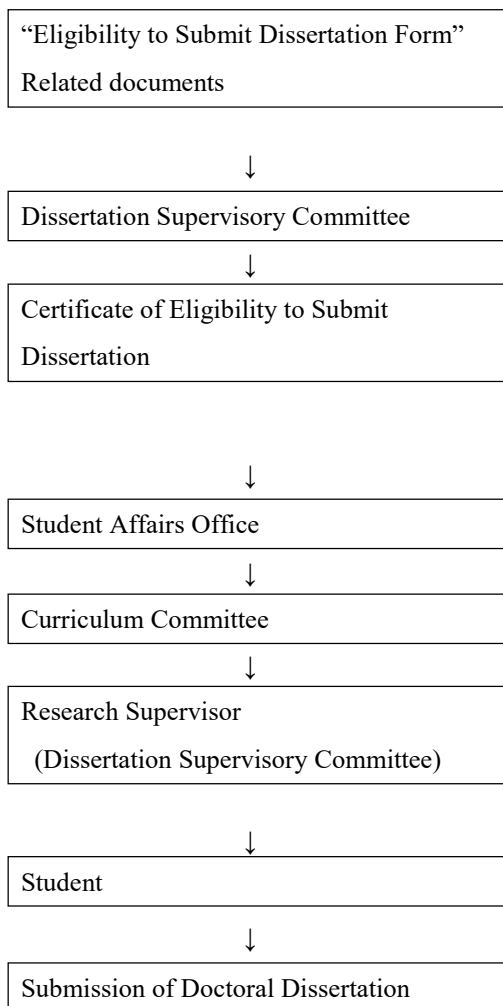 “Eligibility to Submit Dissertation Form”
Related documents
↓
Dissertation Supervisory Committee
↓
Certificate of Eligibility to Submit
Dissertation
↓
Student Affairs Office
↓
Curriculum Committee
↓
Research Supervisor
(Dissertation Supervisory Committee)
↓
Student
↓
Submission of Doctoral Dissertation